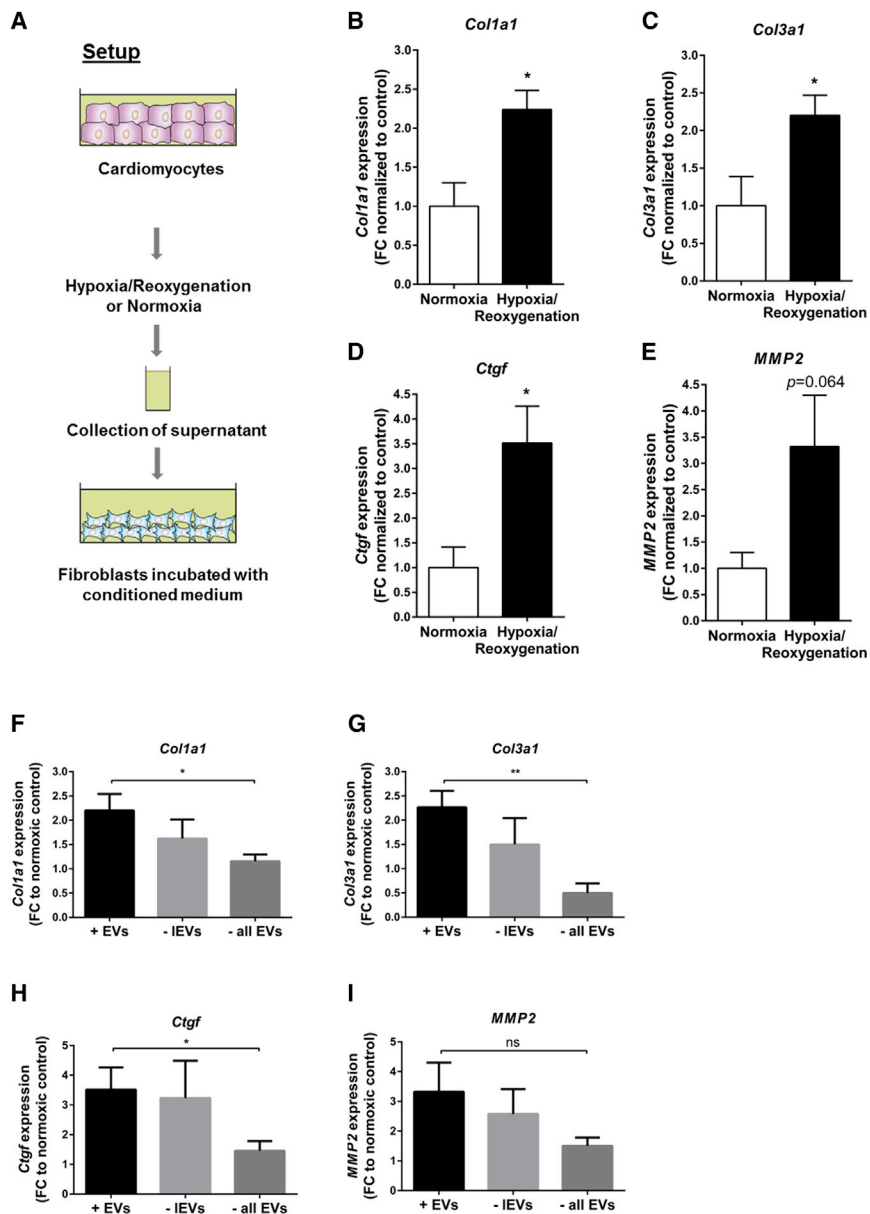 A
Setup
Cardiomyocytes
Hypoxia/Reoxygenation
or Normoxia
Collection of supernatant
Fibroblasts incubated with
conditioned medium
B
Col1a1
Col1a1 expression
(FC normalized to control)
3.0
2.5
2.0
1.5
1.0
0.5
0.0
*
Normoxia
Hypoxia/
Reoxygenation
C
Col3a1
Col3a1 expression
(FC normalized to control)
3.0
2.5
2.0
1.5
1.0
0.5
0.0
*
Normoxia
Hypoxia/
Reoxygenation
D
Ctgf
Ctgf expression
(FC normalized to control)
4.5
4.0
3.5
3.0
2.5
2.0
1.5
1.0
0.5
0.0
*
Normoxia
Hypoxia/
Reoxygenation
E
MMP2
MMP2 expression
(FC normalized to control)
4.5
4.0
3.5
3.0
2.5
2.0
1.5
1.0
0.5
0.0
p=0.064
Normoxia
Hypoxia/
Reoxygenation
F
Col1a1
Col1a1 expression
(FC to normoxic control)
3.0
2.5
2.0
1.5
1.0
0.5
0.0
*
+ EVs
- lEVs
- all EVs
G
Col3a1
Col3a1 expression
(FC to normoxic control)
3.0
2.5
2.0
1.5
1.0
0.5
0.0
**
+ EVs
- lEVs
- all EVs
H
Ctgf
Ctgf expression
(FC to normoxic control)
5
4
3
2
1
0
*
+ EVs
- lEVs
- all EVs
I
MMP2
MMP2 expression
(FC to normoxic control)
5
4
3
2
1
0
ns
+ EVs
- lEVs
- all EVs